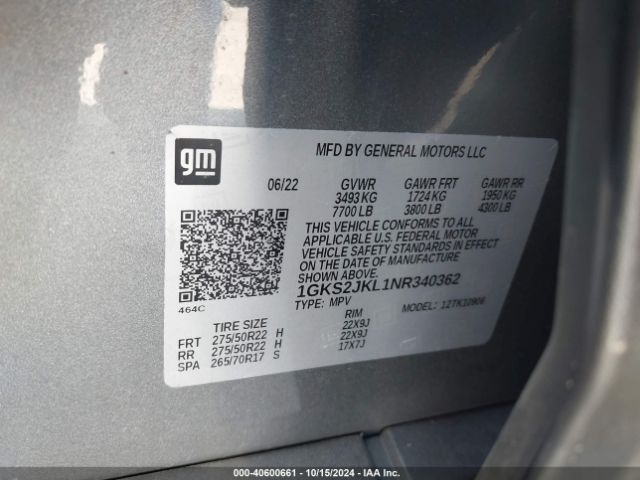 gm
MFD BY GENERAL MOTORS LLC
06/22 GVWR GAWR FRT GAWR RR
3493 KG 1724 KG 1950 KG
7700 LB 3800 LB 4300 LB
THIS VEHICLE CONFORMS TO ALL
APPLICABLE U.S. FEDERAL MOTOR
VEHICLE SAFETY STANDARDS IN EFFECT
ON THE DATE OF MANUFACTURE
SHOWN ABOVE.
1GKS2JKL1NR340362
464C TYPE: MPV MODEL: 12TK10906
TIRE SIZE RIM
FRT 275/50R22 H 22X9J
RR 275/50R22 H 22X9J
SPA 265/70R17 S 17X7J
000-40600661 - 10/15/2024 - IAA Inc.